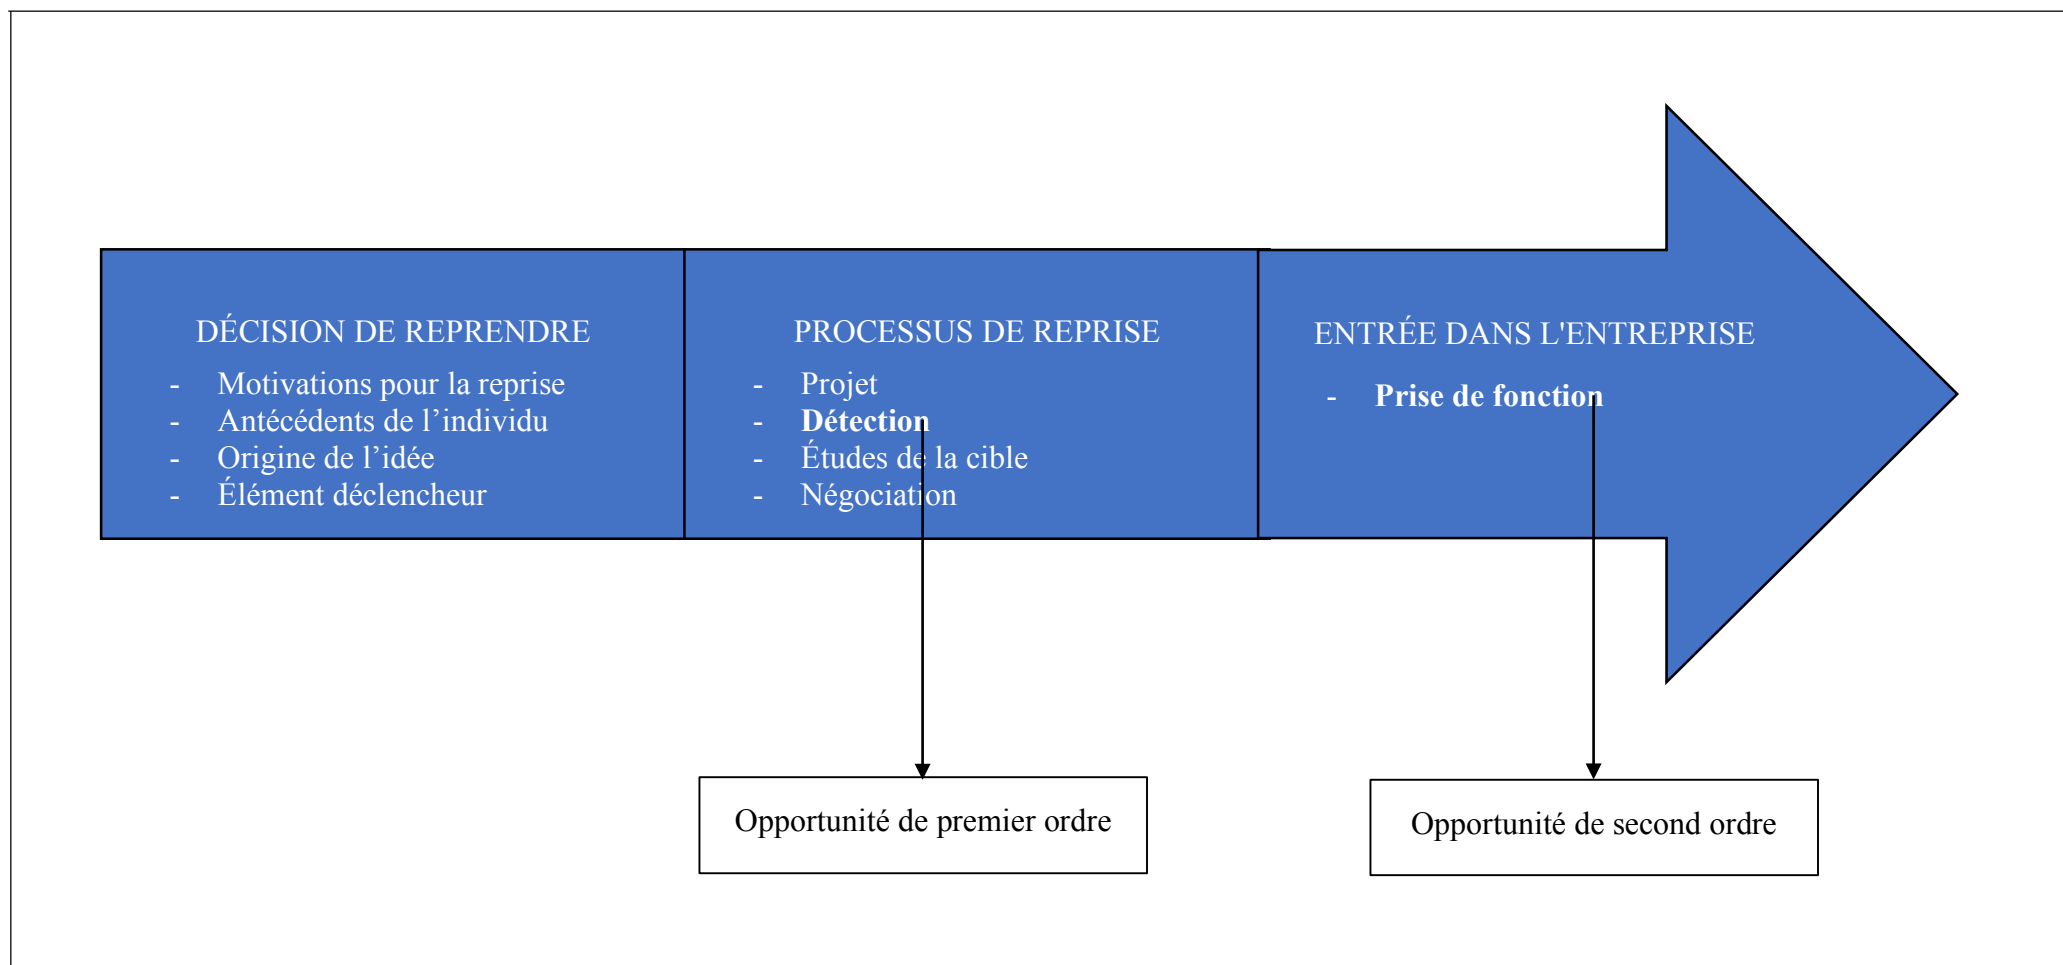 DÉCISION DE REPRENDRE
- Motivations pour la reprise
- Antécédents de l’individu
- Origine de l’idée
- Élément déclencheur
PROCESSUS DE REPRISE
- Projet
- Détection
- Études de la cible
- Négociation
ENTRÉE DANS L'ENTREPRISE
- Prise de fonction
Opportunité de premier ordre
Opportunité de second ordre